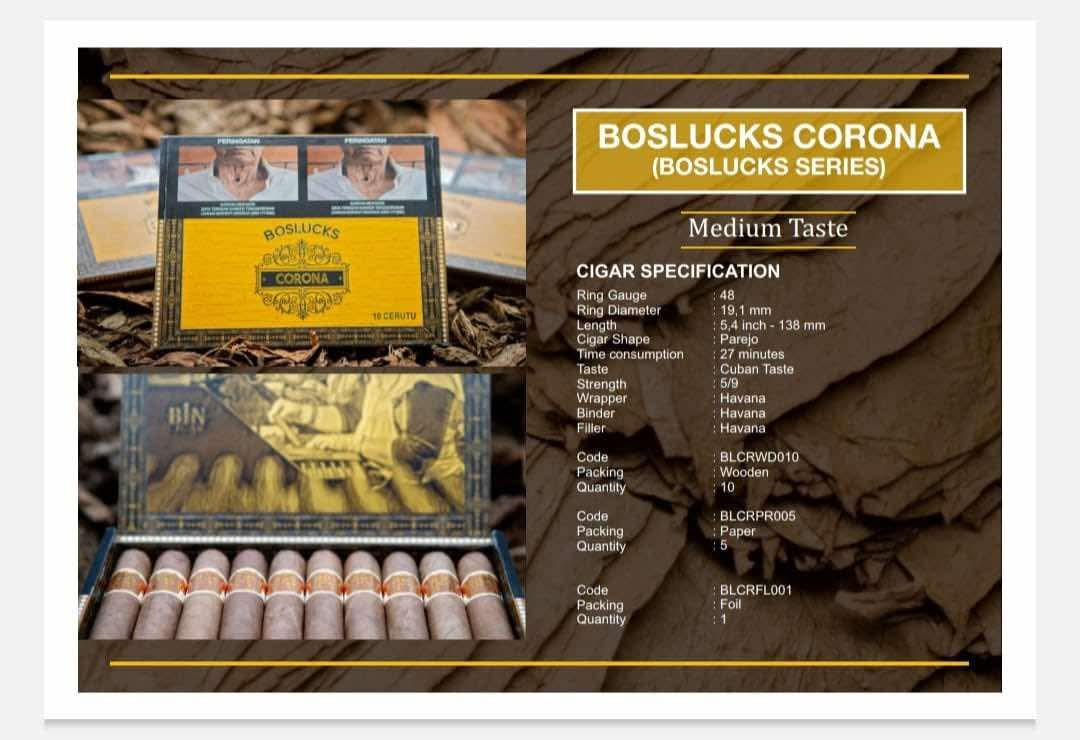 PERINGATAN
PERINGATAN
BOSLUCKS
CORONA
10 CERUTU
BIN
BOSLUCKS CORONA
(BOSLUCKS SERIES)
Medium Taste
CIGAR SPECIFICATION
Ring Gauge : 48
Ring Diameter : 19,1 mm
Length : 5,4 inch - 138 mm
Cigar Shape : Parejo
Time consumption : 27 minutes
Taste : Cuban Taste
Strength : 5/9
Wrapper : Havana
Binder : Havana
Filler : Havana
Code : BLCRWD010
Packing : Wooden
Quantity : 10
Code : BLCRPR005
Packing : Paper
Quantity : 5
Code : BLCRFL001
Packing : Foil
Quantity : 1